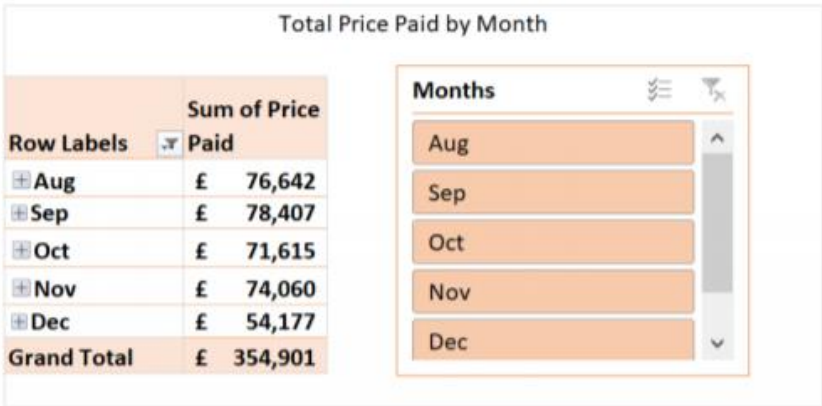 Total Price Paid by Month
Sum of Price
Row Labels Paid
Aug £ 76,642
Sep £ 78,407
Oct £ 71,615
Nov £ 74,060
Dec £ 54,177
Grand Total £ 354,901
Months
Aug
Sep
Oct
Nov
Dec